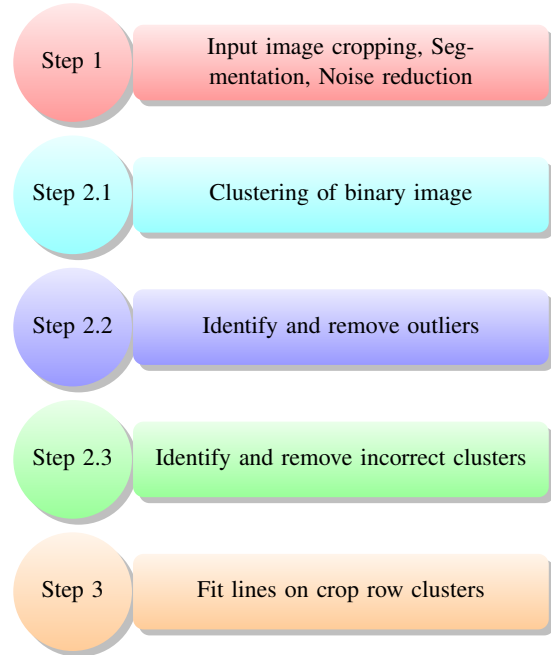 Step 1
Input image cropping, Seg-
mentation, Noise reduction
Step 2.1
Clustering of binary image
Step 2.2
Identify and remove outliers
Step 2.3
Identify and remove incorrect clusters
Step 3
Fit lines on crop row clusters